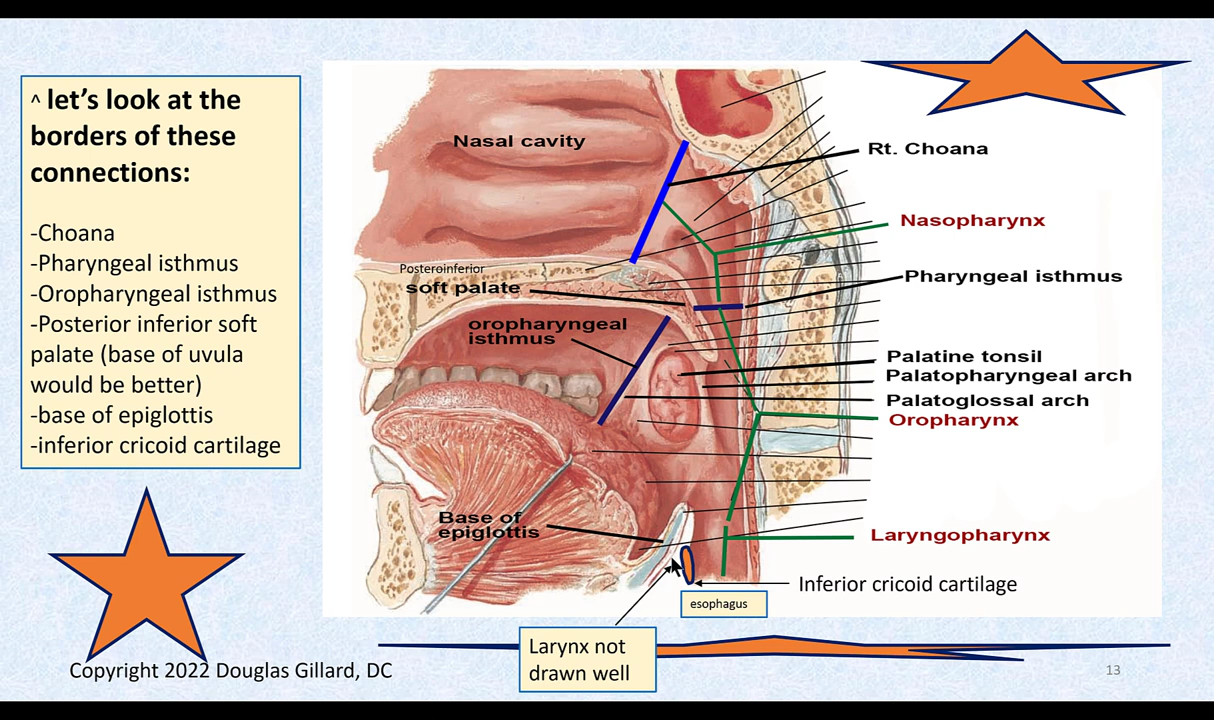 ^ let’s look at the
borders of these
connections:
-Choana
-Pharyngeal isthmus
-Oropharyngeal isthmus
-Posterior inferior soft
palate (base of uvula
would be better)
-base of epiglottis
-inferior cricoid cartilage
Nasal cavity
Rt. Choana
Nasopharynx
Posteroinferior
soft palate
Pharyngeal isthmus
oropharyngeal
isthmus
Palatine tonsil
Palatopharyngeal arch
Palatoglossal arch
Oropharynx
Base of
epiglottis
Laryngopharynx
Inferior cricoid cartilage
esophagus
Larynx not
drawn well
Copyright 2022 Douglas Gillard, DC
13